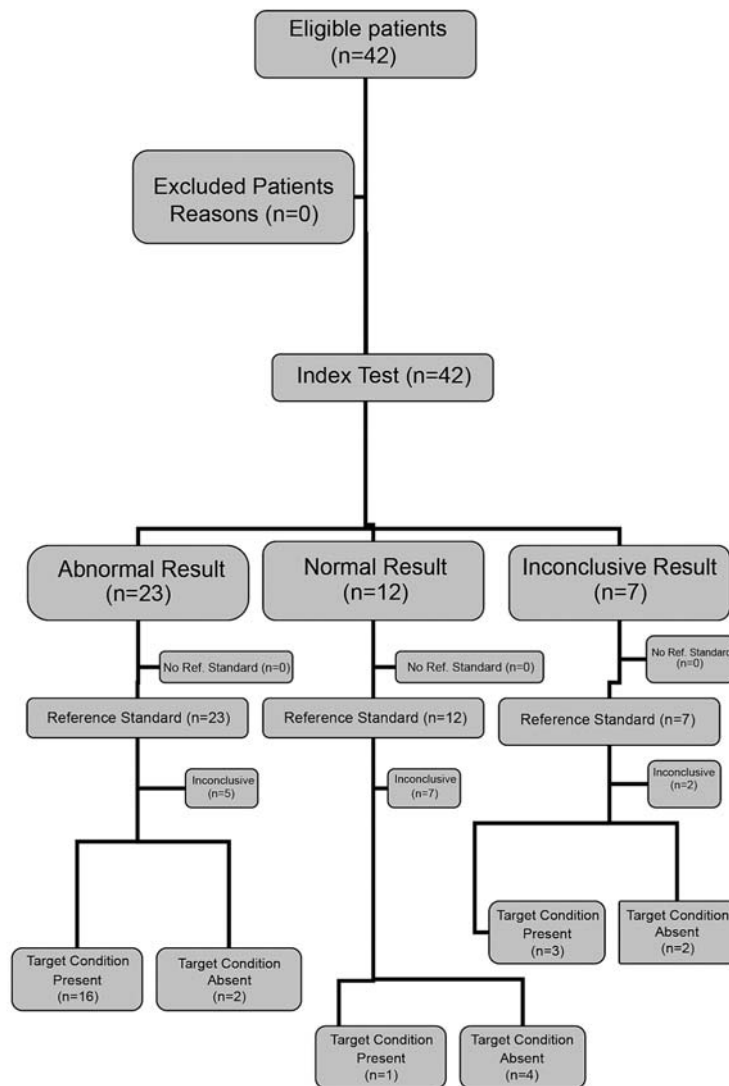 Eligible patients
(n=42)
Excluded Patients
Reasons (n=0)
Index Test (n=42)
Abnormal Result
(n=23)
Normal Result
(n=12)
Inconclusive Result
(n=7)
No Ref. Standard (n=0)
No Ref. Standard (n=0)
No Ref. Standard
(n=0)
Reference Standard (n=23)
Reference Standard (n=12)
Reference Standard (n=7)
Inconclusive
(n=5)
Inconclusive
(n=7)
Inconclusive
(n=2)
Target Condition
Present
(n=16)
Target Condition
Absent
(n=2)
Target Condition
Present
(n=1)
Target Condition
Absent
(n=4)
Target Condition
Present
(n=3)
Target Condition
Absent
(n=2)